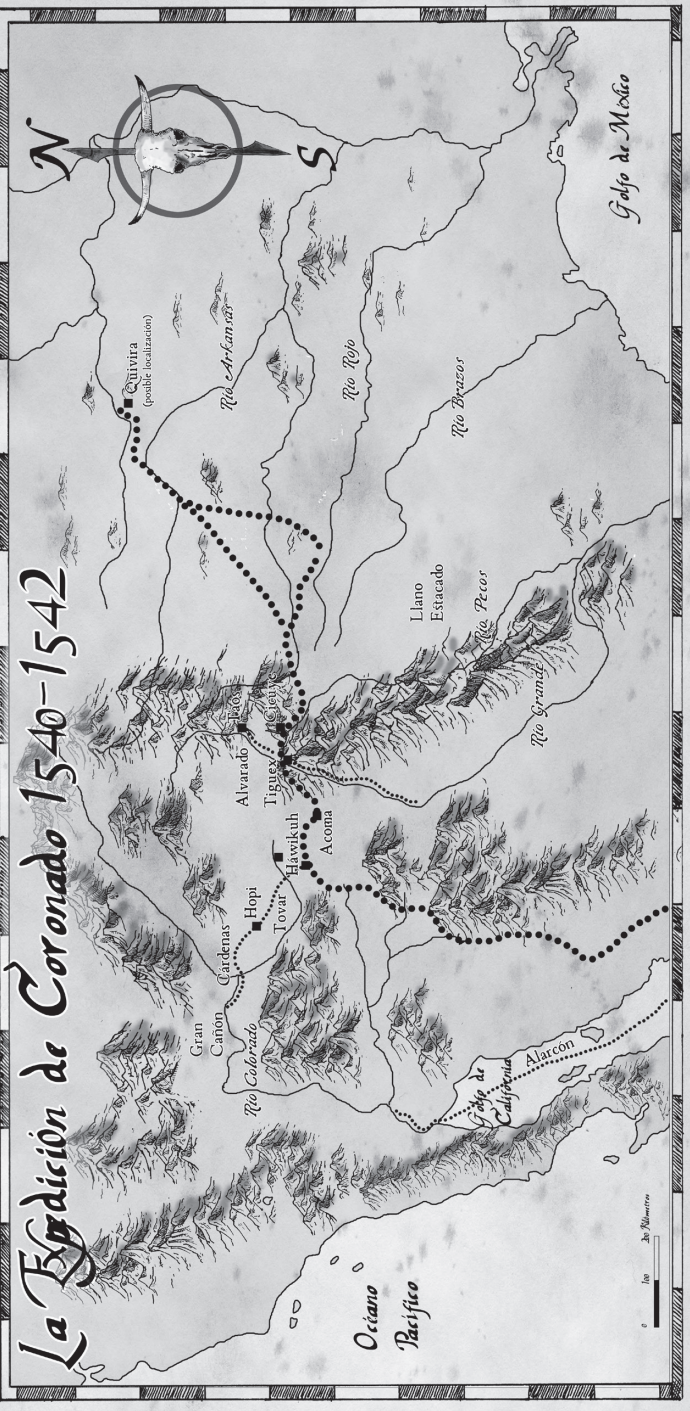 La Expedición de Coronado 1540-1542
N
S
Quivira
(posible localización)
Río Arkansas
Río Rojo
Río Brazos
Golfo de México
Llano
Estacado
Río Pecos
Río Grande
Taos
Cicuye
Alvarado
Tiguex
Acoma
Háwikuh
Hopi
Tovar
Cárdenas
Gran
Cañón
Río Colorado
Golfo de
California
Alarcón
Océano
Pacífico
0 100 200 Kilómetros